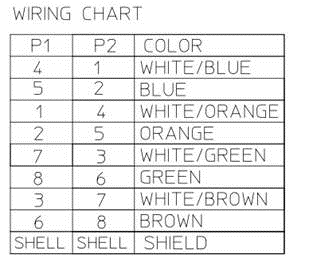 WIRING CHART
P1 P2 COLOR
4 1 WHITE/BLUE
5 2 BLUE
1 4 WHITE/ORANGE
2 5 ORANGE
7 3 WHITE/GREEN
8 6 GREEN
3 7 WHITE/BROWN
6 8 BROWN
SHELL SHELL SHIELD